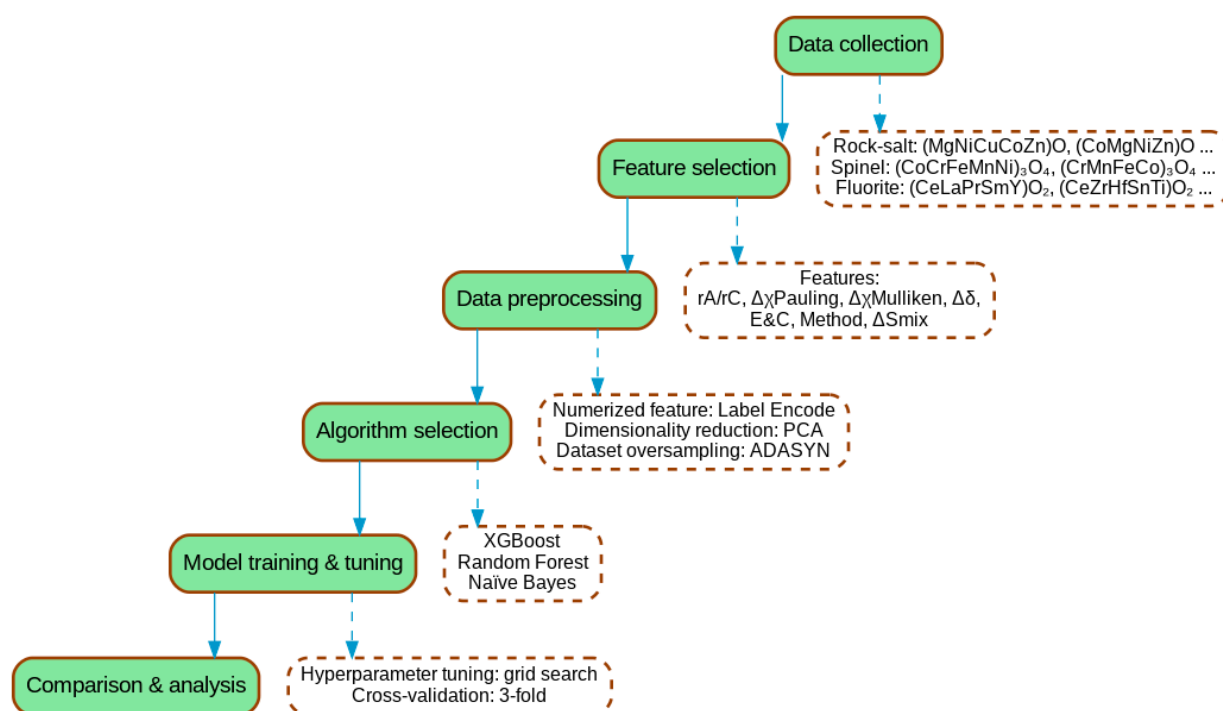 Data collection
Rock-salt: (MgNiCuCoZn)O, (CoMgNiZn)O ...
Spinel: (CoCrFeMnNi)₃O₄, (CrMnFeCo)₃O₄ ...
Fluorite: (CeLaPrSmY)O₂, (CeZrHfSnTi)O₂ ...
Feature selection
Features:
rA/rC, ΔχPauling, ΔχMulliken, Δδ,
E&C, Method, ΔSmix
Data preprocessing
Numerized feature: Label Encode
Dimensionality reduction: PCA
Dataset oversampling: ADASYN
Algorithm selection
XGBoost
Random Forest
Naïve Bayes
Model training & tuning
Hyperparameter tuning: grid search
Cross-validation: 3-fold
Comparison & analysis